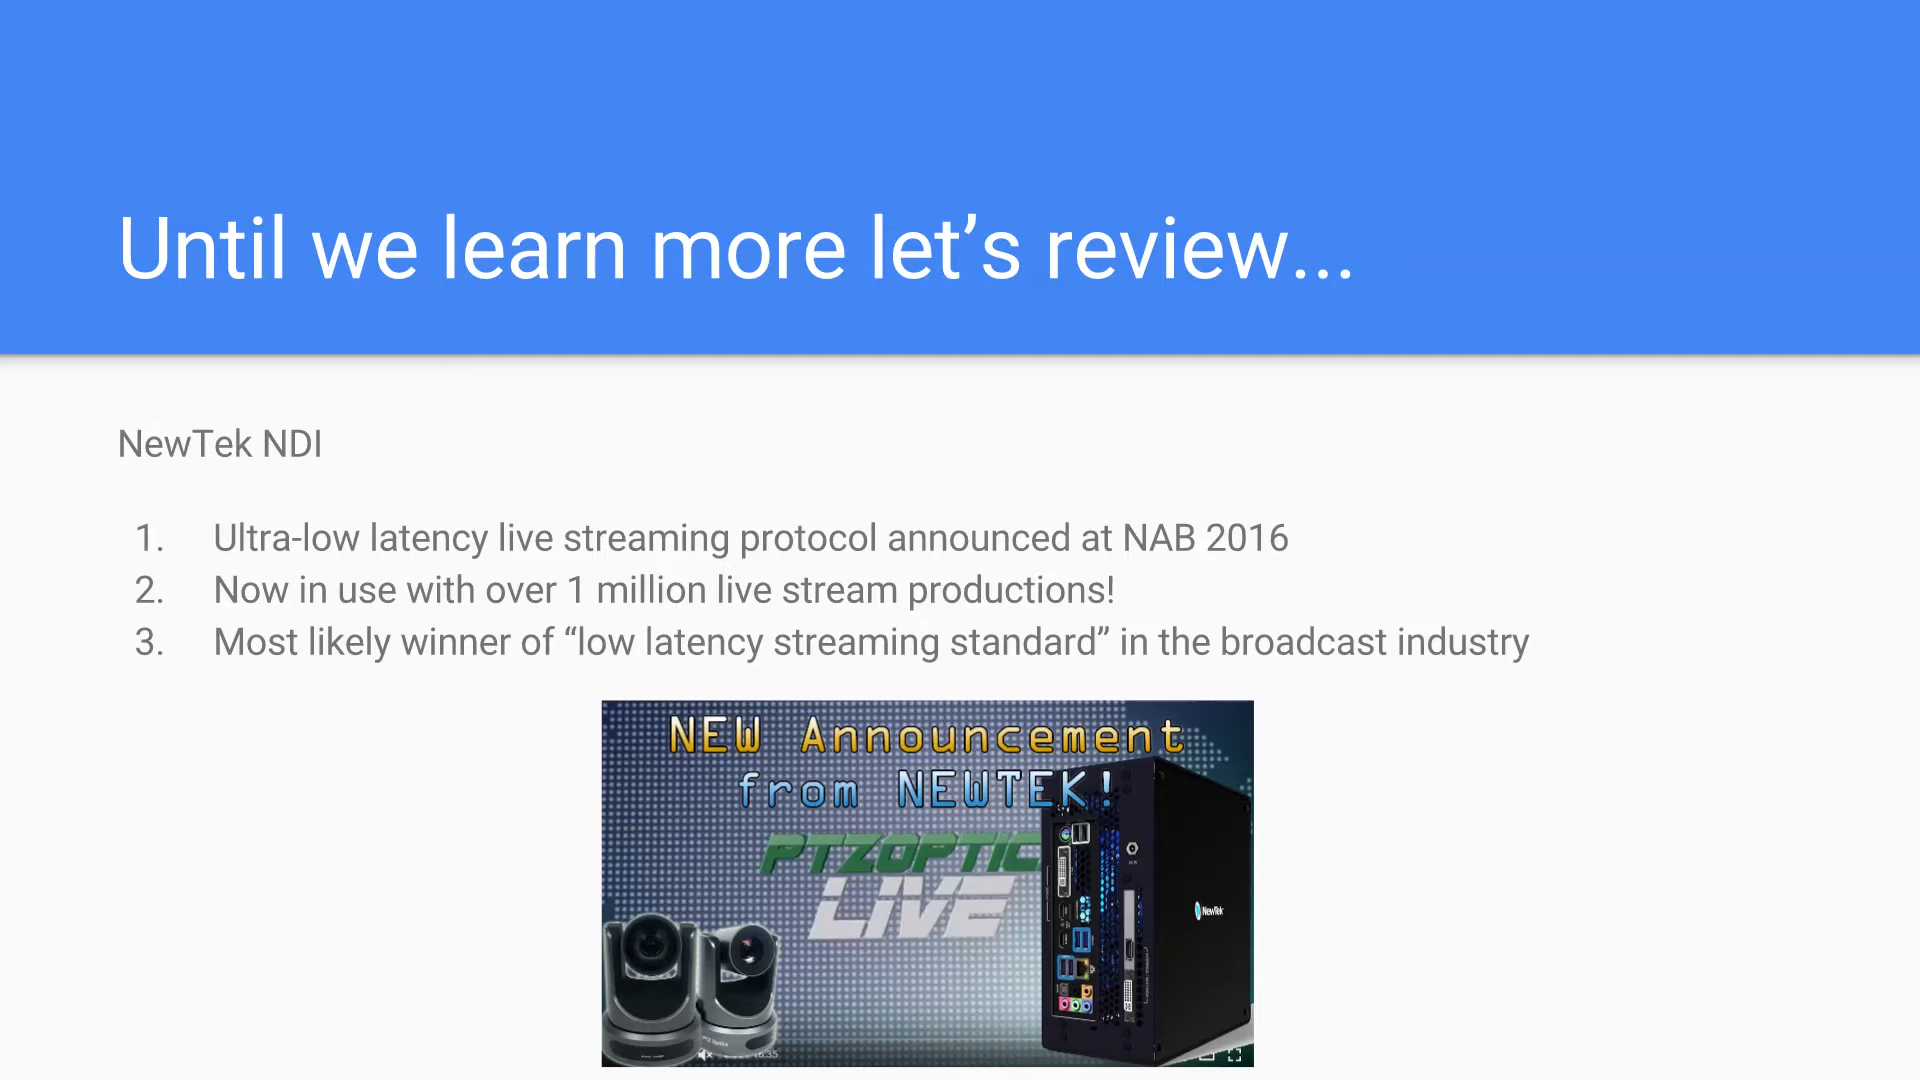 Until we learn more let’s review...
NewTek NDI
1. Ultra-low latency live streaming protocol announced at NAB 2016
2. Now in use with over 1 million live stream productions!
3. Most likely winner of “low latency streaming standard” in the broadcast industry
NEW Announcement
from NEWTEK!
PTZOPTIC
LIVE
NewTek